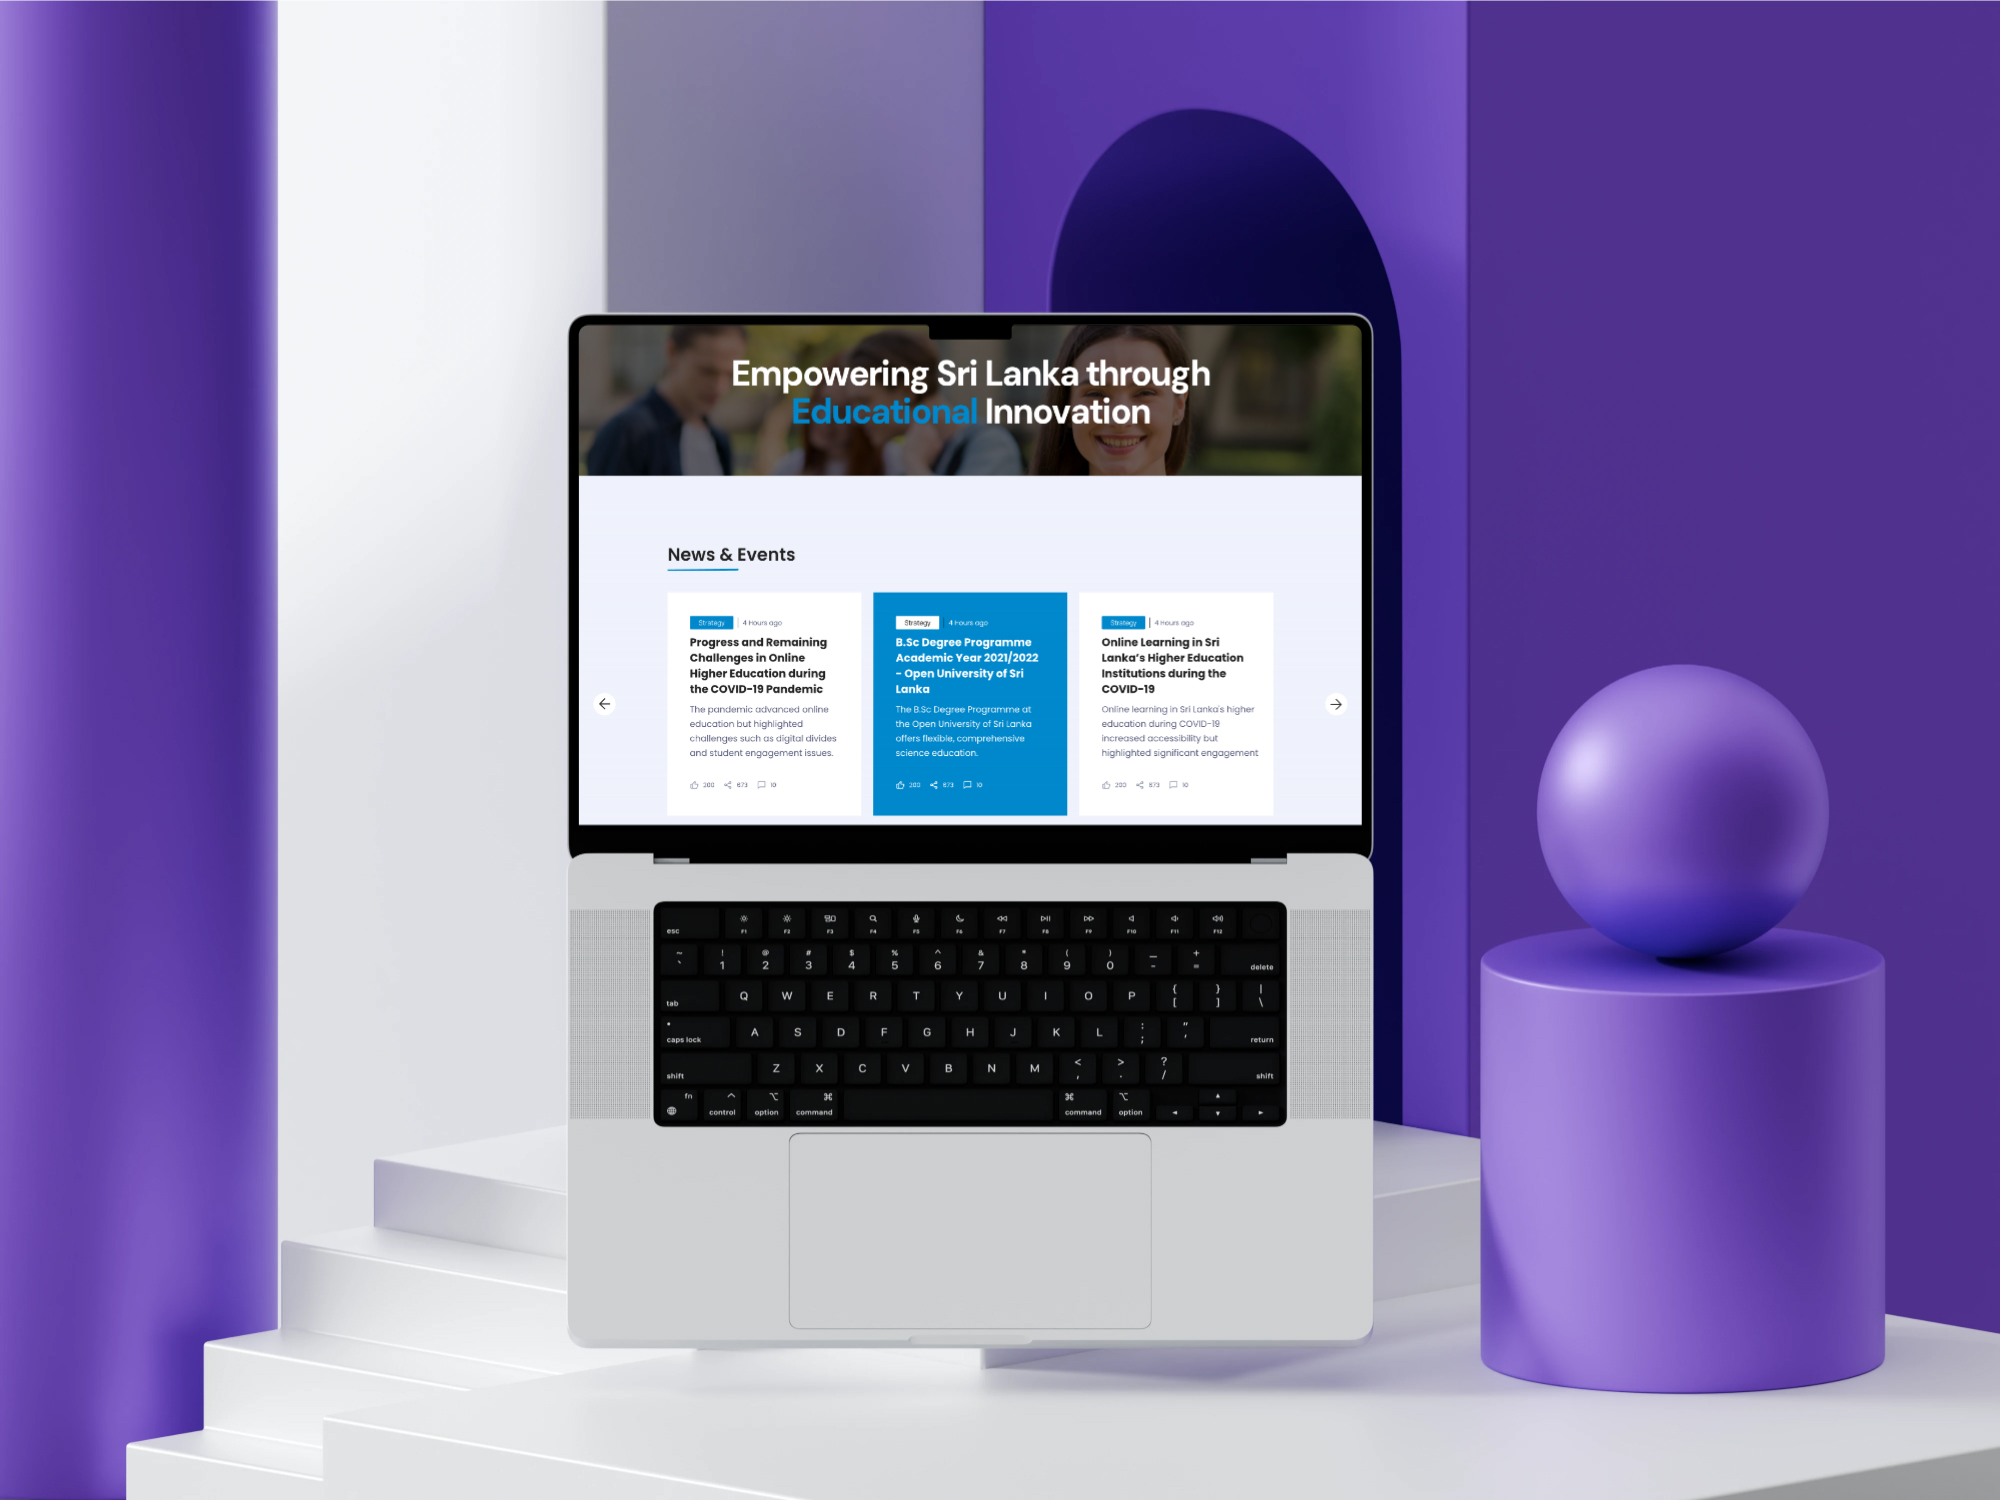 Empowering Sri Lanka through
Educational Innovation
News & Events
Strategy | 4 Hours ago
Progress and Remaining
Challenges in Online
Higher Education during
the COVID-19 Pandemic
The pandemic advanced online
education but highlighted
challenges such as digital divides
and student engagement issues.
200 673 10
Strategy | 4 Hours ago
B.Sc Degree Programme
Academic Year 2021/2022
- Open University of Sri
Lanka
The B.Sc Degree Programme at
the Open University of Sri Lanka
offers flexible, comprehensive
science education.
200 673 10
Strategy | 4 Hours ago
Online Learning in Sri
Lanka's Higher Education
Institutions during the
COVID-19
Online learning in Sri Lanka's higher
education during COVID-19
increased accessibility but
highlighted significant engagement
200 673 10
esc F1 F2 F3 F4 F5 F6 F7 F8 F9 F10 F11 F12
~ ! @ # $ % ^ & * ( ) — +
` 1 2 3 4 5 6 7 8 9 0 - = delete
tab Q W E R T Y U I O P { [ } ] | \
caps lock A S D F G H J K L : ; " ' return
shift Z X C V B N M < , > . ? / shift
fn control option command command option